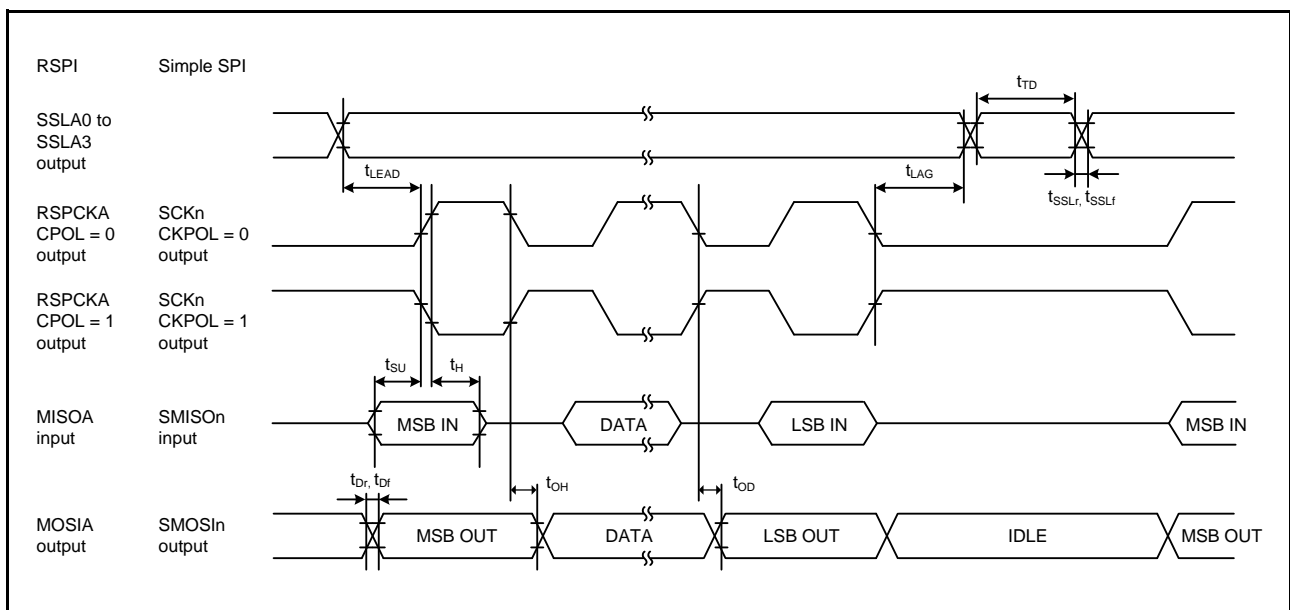 RSPI Simple SPI
tTD
SSLA0 to
SSLA3
output
tLEAD
tLAG
tSSLr, tSSLf
RSPCKA SCKn
CPOL = 0 CKPOL = 0
output output
RSPCKA SCKn
CPOL = 1 CKPOL = 1
output output
tSU tH
MISOA SMISOn
input input
MSB IN DATA LSB IN MSB IN
tDr, tDf tOH tOD
MOSIA SMOSIn
output output
MSB OUT DATA LSB OUT IDLE MSB OUT